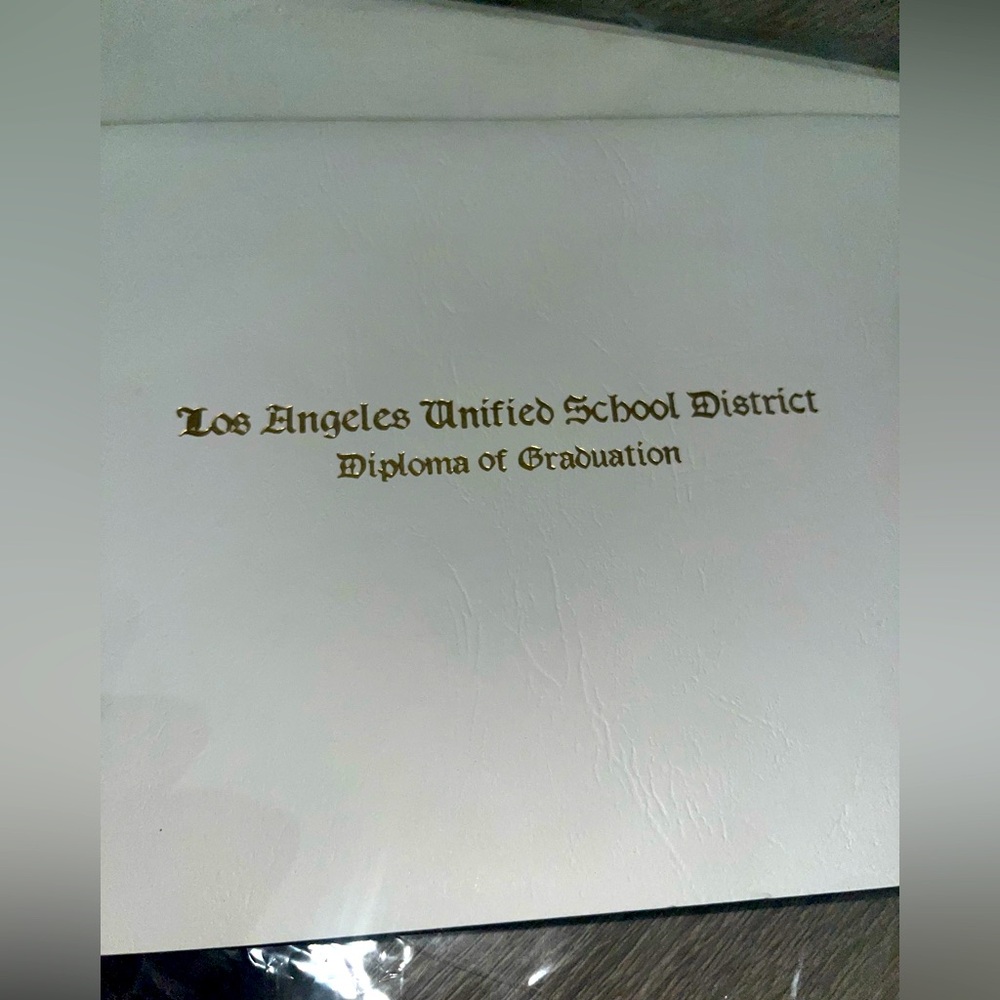 Los Angeles Unified School District
Diploma of Graduation